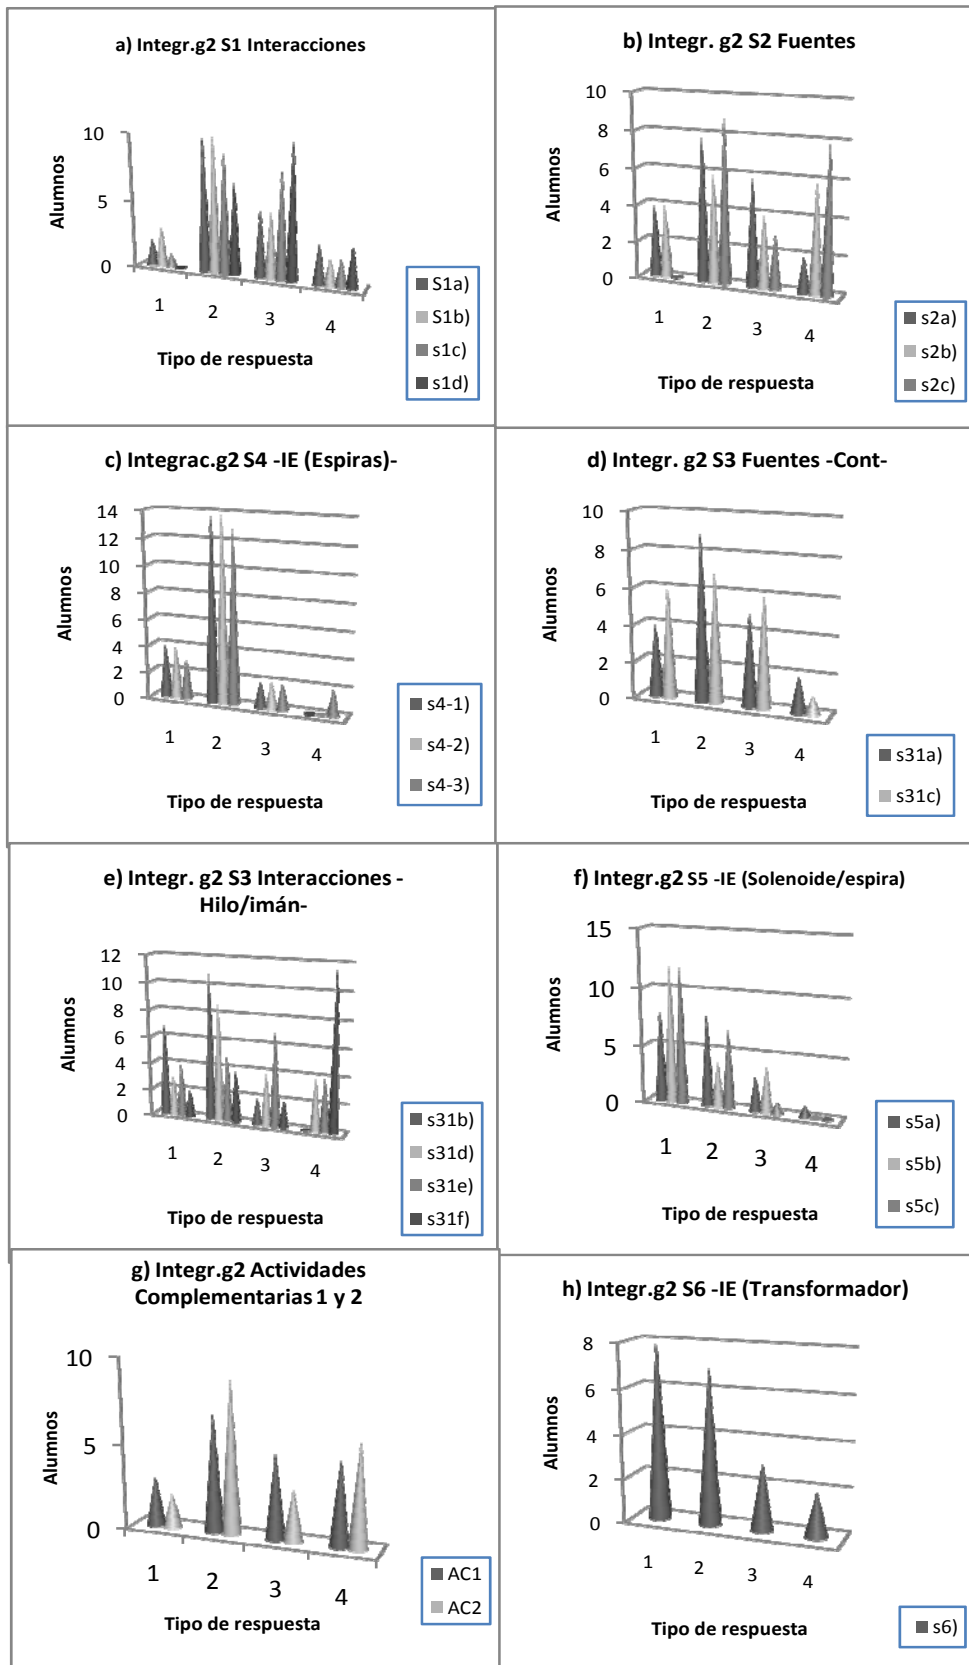 a) Integr.g2 S1 Interacciones
10
5
0
Alumnos
1 2 3 4
Tipo de respuesta
S1a)
S1b)
s1c)
s1d)
b) Integr. g2 S2 Fuentes
10
8
6
4
2
0
Alumnos
1 2 3 4
Tipo de respuesta
s2a)
s2b)
s2c)
c) Integrac.g2 S4 -IE (Espiras)-
14
12
10
8
6
4
2
0
Alumnos
1 2 3 4
Tipo de respuesta
s4-1)
s4-2)
s4-3)
d) Integr. g2 S3 Fuentes -Cont-
10
8
6
4
2
0
Alumnos
1 2 3 4
Tipo de respuesta
s31a)
s31c)
e) Integr. g2 S3 Interacciones -
Hilo/imán-
12
10
8
6
4
2
0
Alumnos
1 2 3 4
Tipo de respuesta
s31b)
s31d)
s31e)
s31f)
f) Integr.g2 S5 -IE (Solenoide/espira)
15
10
5
0
Alumnos
1 2 3 4
Tipo de respuesta
s5a)
s5b)
s5c)
g) Integr.g2 Actividades
Complementarias 1 y 2
10
5
0
Alumnos
1 2 3 4
Tipo de respuesta
AC1
AC2
h) Integr.g2 S6 -IE (Transformador)
8
6
4
2
0
Alumnos
1 2 3 4
Tipo de respuesta
s6)